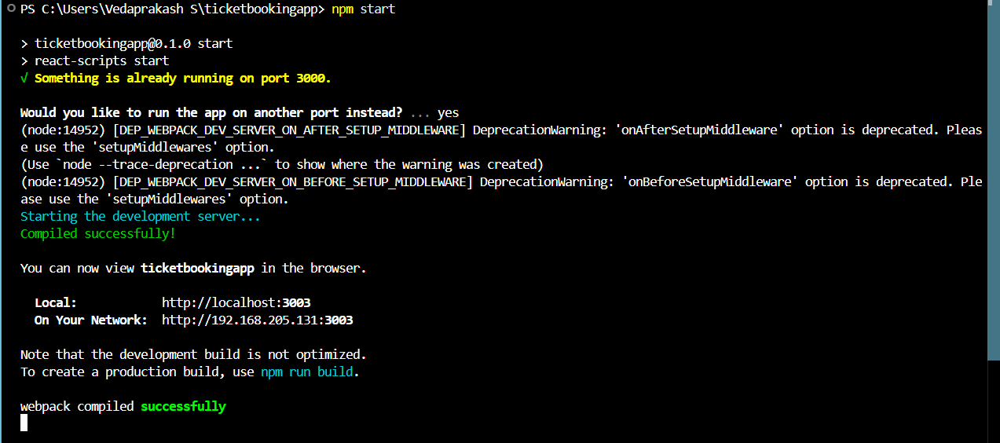 PS C:\Users\Vedaprakash S\ticketbookingapp> npm start
> ticketbookingapp@0.1.0 start
> react-scripts start
√ Something is already running on port 3000.
Would you like to run the app on another port instead? ... yes
(node:14952) [DEP_WEBPACK_DEV_SERVER_ON_AFTER_SETUP_MIDDLEWARE] DeprecationWarning: 'onAfterSetupMiddleware' option is deprecated. Pleas
e use the 'setupMiddlewares' option.
(Use `node --trace-deprecation ...` to show where the warning was created)
(node:14952) [DEP_WEBPACK_DEV_SERVER_ON_BEFORE_SETUP_MIDDLEWARE] DeprecationWarning: 'onBeforeSetupMiddleware' option is deprecated. Ple
ase use the 'setupMiddlewares' option.
Starting the development server...
Compiled successfully!
You can now view ticketbookingapp in the browser.
Local: http://localhost:3003
On Your Network: http://192.168.205.131:3003
Note that the development build is not optimized.
To create a production build, use npm run build.
webpack compiled successfully